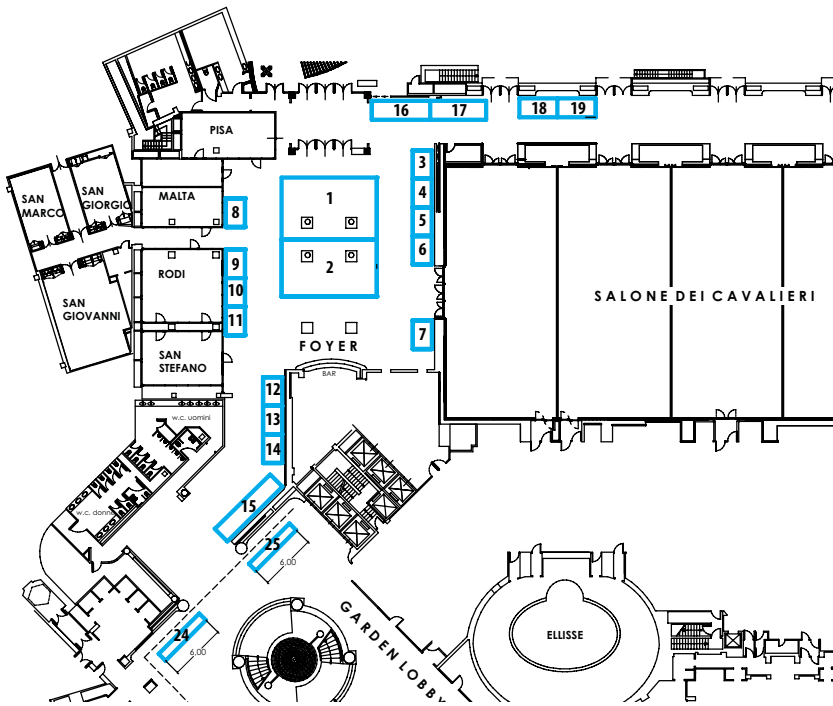 16
17
18
19
PISA
3
SAN
MARCO
SAN
GIORGIO
MALTA
1
4
8
5
2
6
9
RODI
10
SAN
GIOVANNI
SALONE DEI CAVALIERI
11
7
FOYER
SAN
STEFANO
BAR
12
w.c. uomini
13
14
15
w.c. donne
25
6,00
24
6,00
GARDEN LOBBY
ELLISSE